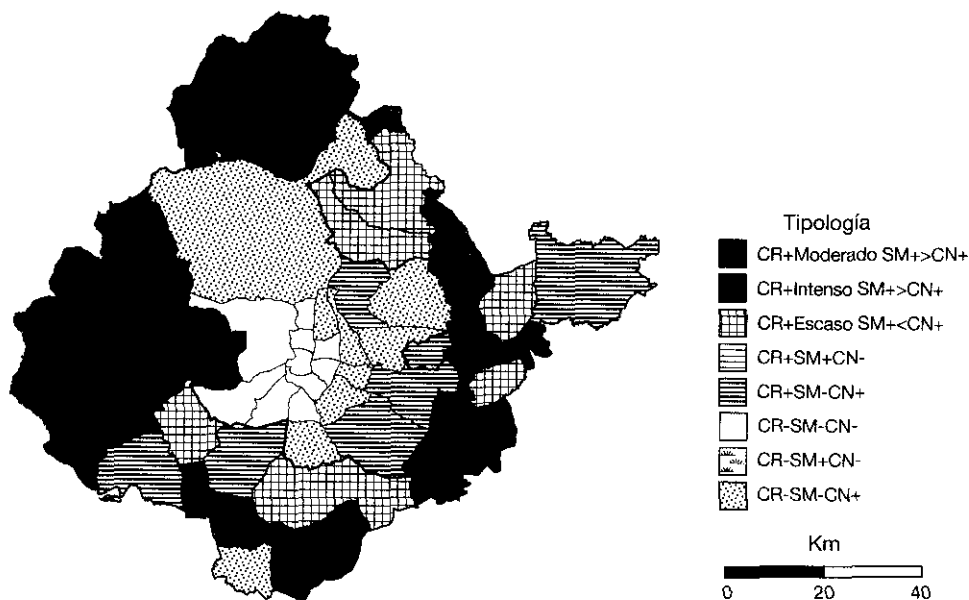 Tipología
CR+Moderado SM+>CN+
CR+Intenso SM+>CN+
CR+Escaso SM+<CN+
CR+SM+CN-
CR+SM-CN+
CR-SM-CN-
CR-SM+CN-
CR-SM-CN+
Km
0 20 40